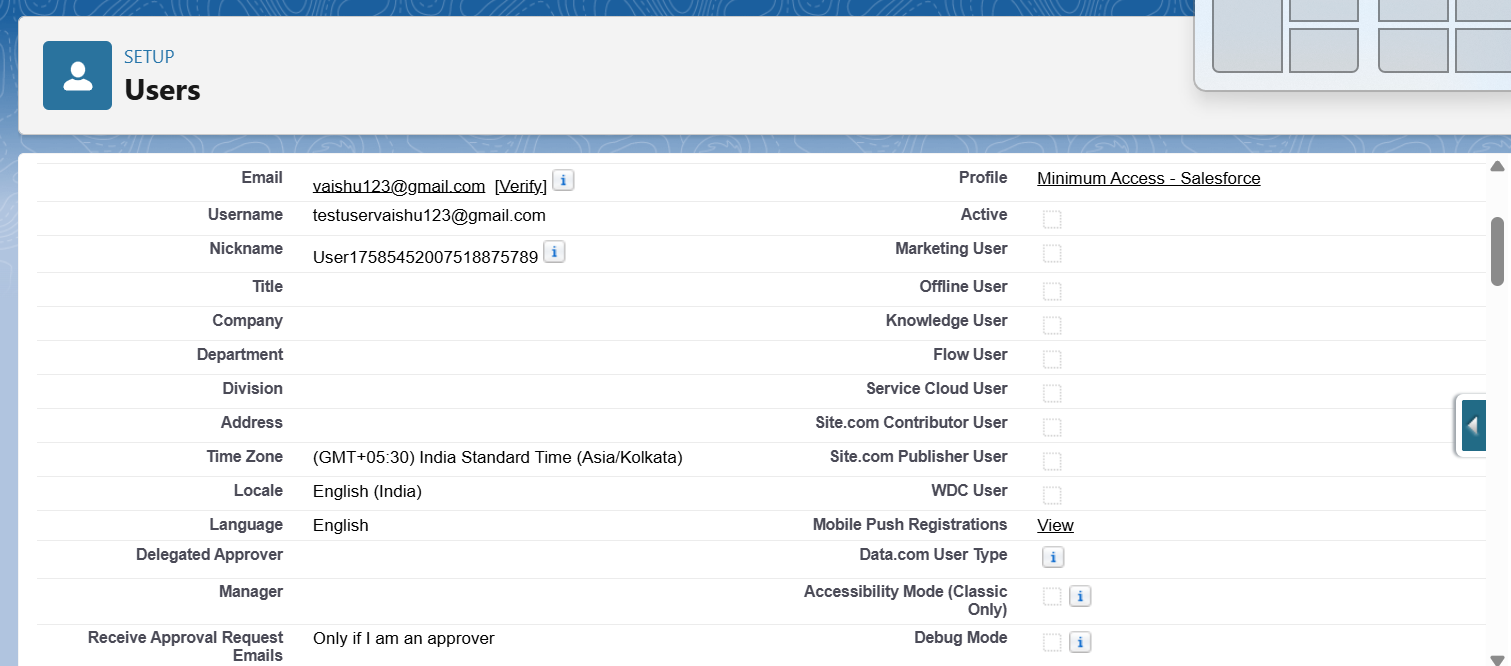 SETUP
Users
Email vaishu123@gmail.com [Verify] i Profile Minimum Access - Salesforce
Username testuservaishu123@gmail.com Active
Nickname User17585452007518875789 i Marketing User
Title Offline User
Company Knowledge User
Department Flow User
Division Service Cloud User
Address Site.com Contributor User
Time Zone (GMT+05:30) India Standard Time (Asia/Kolkata) Site.com Publisher User
Locale English (India) WDC User
Language English Mobile Push Registrations View
Delegated Approver Data.com User Type i
Manager Accessibility Mode (Classic
Only) i
Receive Approval Request
Emails Only if I am an approver Debug Mode i